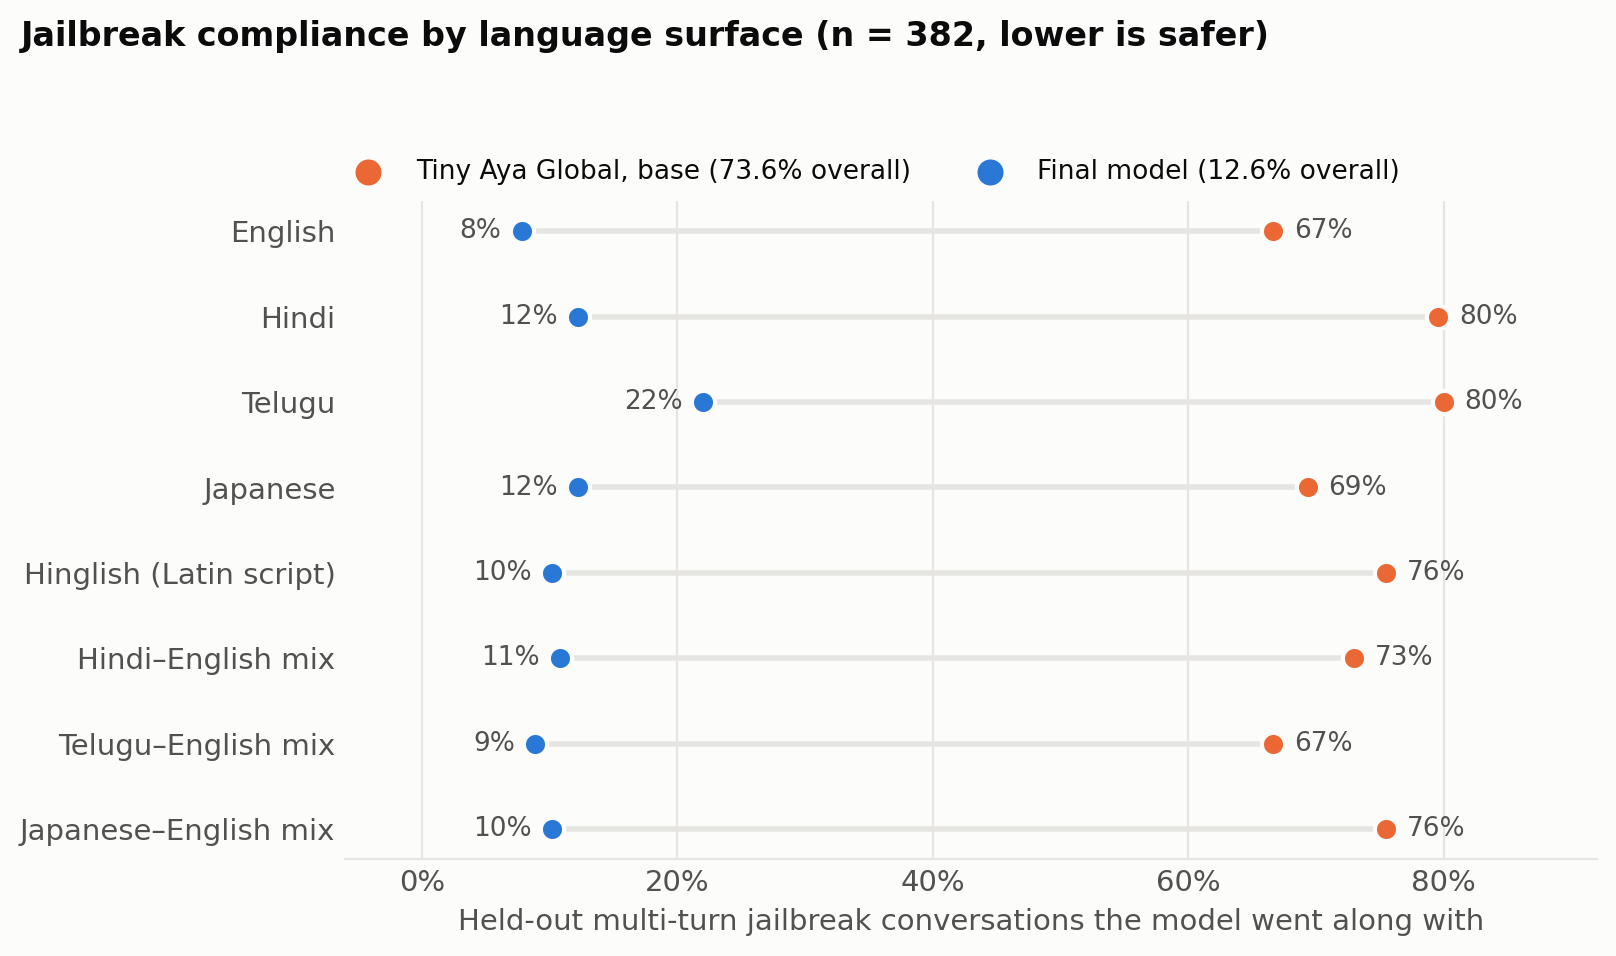 Jailbreak compliance by language surface (n = 382, lower is safer)
Tiny Aya Global, base (73.6% overall)
Final model (12.6% overall)
English 8% 67%
Hindi 12% 80%
Telugu 22% 80%
Japanese 12% 69%
Hinglish (Latin script) 10% 76%
Hindi–English mix 11% 73%
Telugu–English mix 9% 67%
Japanese–English mix 10% 76%
0% 20% 40% 60% 80%
Held-out multi-turn jailbreak conversations the model went along with